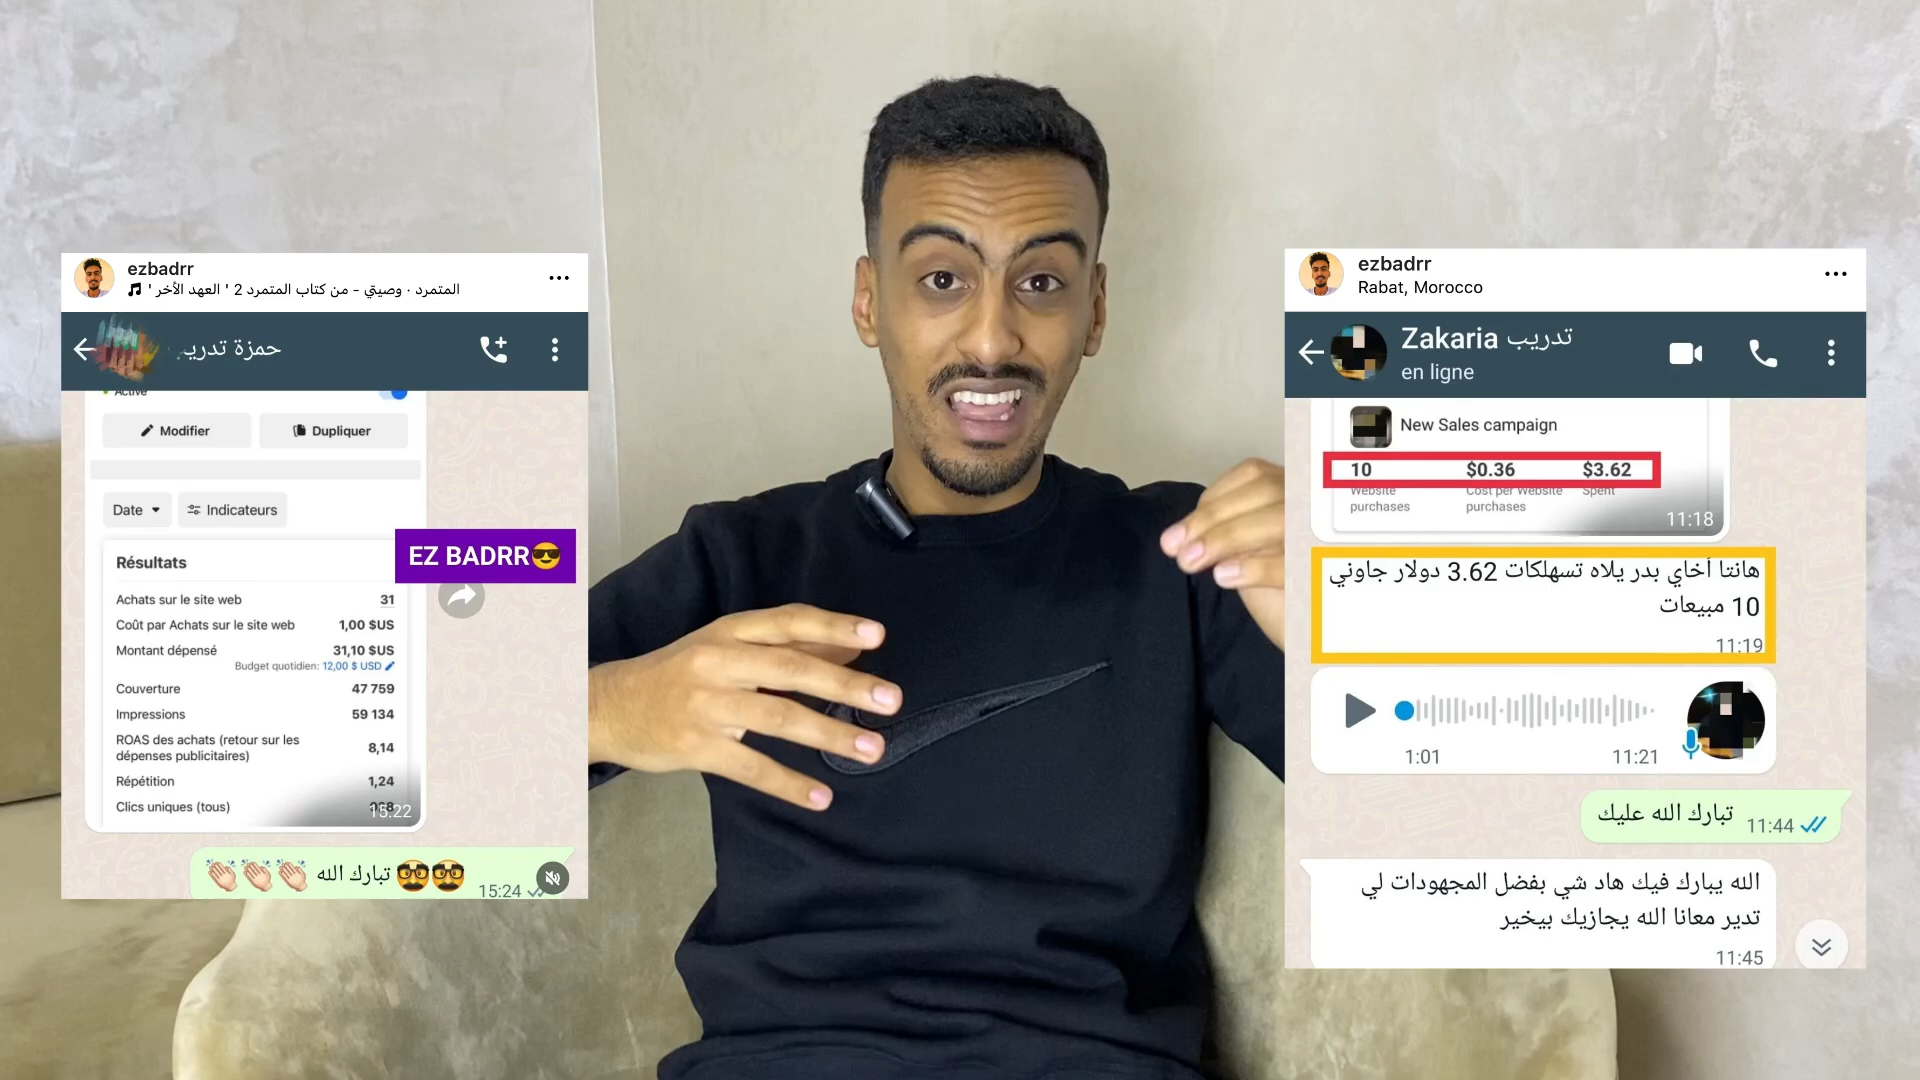 ezbadrr
المتمرد · وصيتي - من كتاب المتمرد 2 ' العهد الأخر '
حمزة تدريب
Active
Modifier
Dupliquer
Date
Indicateurs
Résultats
EZ BADRR😎
Achats sur le site web 31
Coût par Achats sur le site web 1,00 $US
Montant dépensé 31,10 $US
Budget quotidien: 12,00 $ USD
Couverture 47 759
Impressions 59 134
ROAS des achats (retour sur les
dépenses publicitaires) 8,14
Répétition 1,24
Clics uniques (tous)
15:22
👏🏻👏🏻👏🏻 تبارك الله 🥸🥸
15:24
ezbadrr
Rabat, Morocco
Zakaria تدريب
en ligne
New Sales campaign
10 $0.36 $3.62
Website Cost per Website Spent
purchases purchases
11:18
هانتا أخاي بدر يلاه تسهلكات 3.62 دولار جاوني
10 مبيعات
11:19
1:01 11:21
تبارك الله عليك
11:44
الله يبارك فيك هاد شي بفضل المجهودات لي
تدير معانا الله يجازيك بيخير
11:45